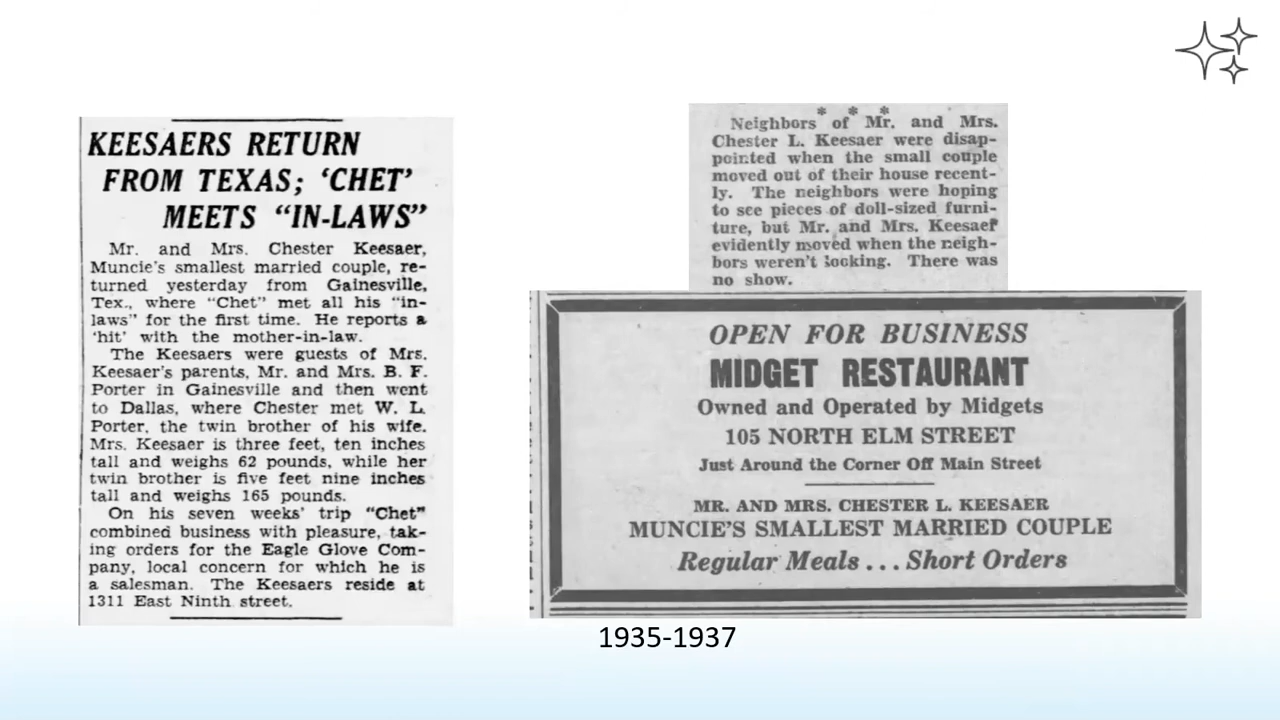 KEESAERS RETURN
FROM TEXAS; ‘CHET’
MEETS “IN-LAWS”
Mr. and Mrs. Chester Keesaer,
Muncie’s smallest married couple, re-
turned yesterday from Gainesville,
Tex., where “Chet” met all his “in-
laws” for the first time. He reports a
‘hit’ with the mother-in-law.
The Keesaers were guests of Mrs.
Keesaer’s parents, Mr. and Mrs. B. F.
Porter in Gainesville and then went
to Dallas, where Chester met W. L.
Porter, the twin brother of his wife.
Mrs. Keesaer is three feet, ten inches
tall and weighs 62 pounds, while her
twin brother is five feet nine inches
tall and weighs 165 pounds.
On his seven weeks’ trip “Chet”
combined business with pleasure, tak-
ing orders for the Eagle Glove Com-
pany, local concern for which he is
a salesman. The Keesaers reside at
1311 East Ninth street.
* * *
Neighbors of Mr. and Mrs.
Chester L. Keesaer were disap-
pointed when the small couple
moved out of their house recent-
ly. The neighbors were hoping
to see pieces of doll-sized furni-
ture, but Mr. and Mrs. Keesaer
evidently moved when the neigh-
bors weren’t looking. There was
no show.
OPEN FOR BUSINESS
MIDGET RESTAURANT
Owned and Operated by Midgets
105 NORTH ELM STREET
Just Around the Corner Off Main Street
MR. AND MRS. CHESTER L. KEESAER
MUNCIE’S SMALLEST MARRIED COUPLE
Regular Meals . . . Short Orders
1935-1937